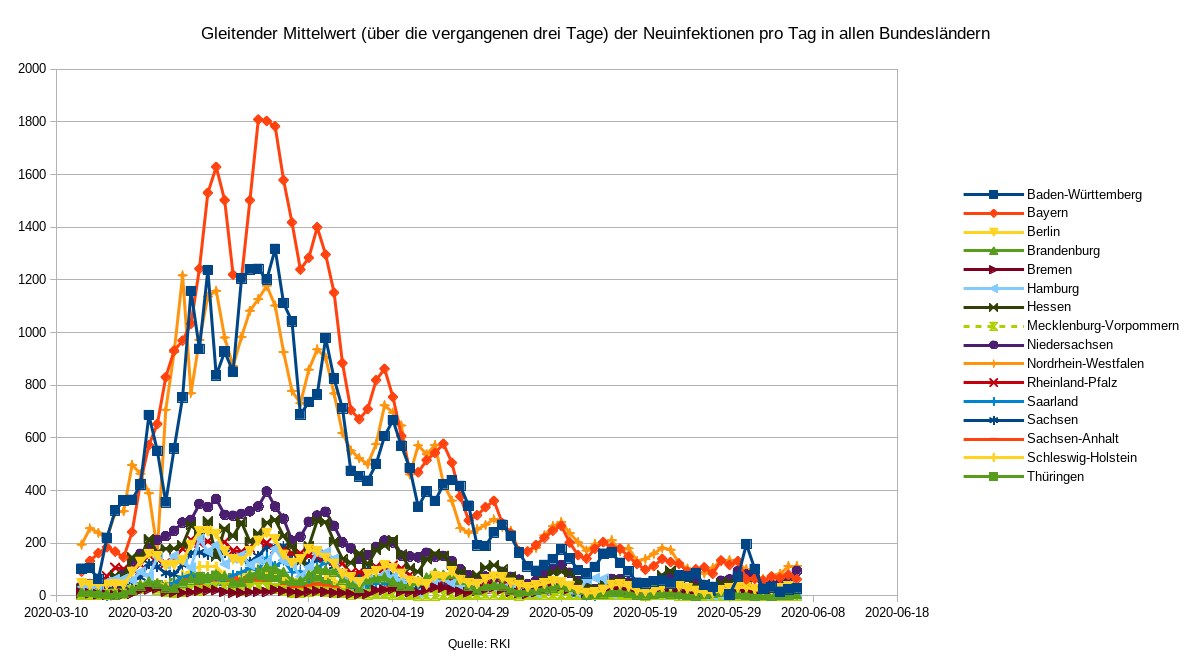 Gleitender Mittelwert (über die vergangenen drei Tage) der Neuinfektionen pro Tag in allen Bundesländern
2000
1800
1600
1400
1200
1000
800
600
400
200
0
2020-03-10 2020-03-20 2020-03-30 2020-04-09 2020-04-19 2020-04-29 2020-05-09 2020-05-19 2020-05-29 2020-06-08 2020-06-18
Quelle: RKI
Baden-Württemberg
Bayern
Berlin
Brandenburg
Bremen
Hamburg
Hessen
Mecklenburg-Vorpommern
Niedersachsen
Nordrhein-Westfalen
Rheinland-Pfalz
Saarland
Sachsen
Sachsen-Anhalt
Schleswig-Holstein
Thüringen